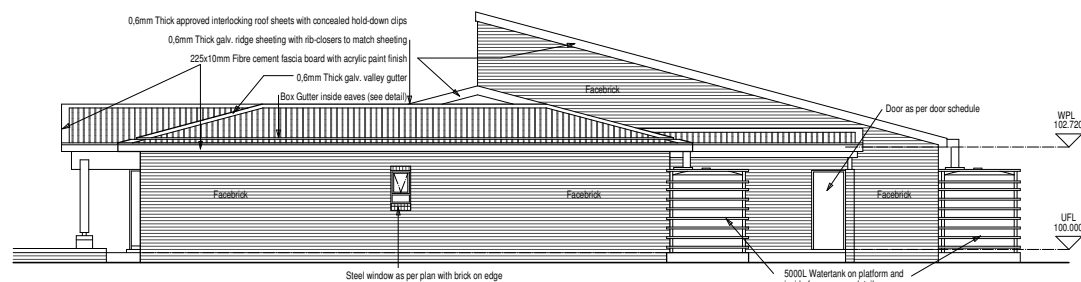 0,6mm Thick approved interlocking roof sheets with concealed hold-down clips
0,6mm Thick galv. ridge sheeting with rib-closers to match sheeting
225x10mm Fibre cement fascia board with acrylic paint finish
0,6mm Thick galv. valley gutter
Box Gutter inside eaves (see detail)
Facebrick
Door as per door schedule
WPL
102.720
Facebrick
Facebrick
Facebrick
UFL
100.000
Steel window as per plan with brick on edge
5000L Watertank on platform and